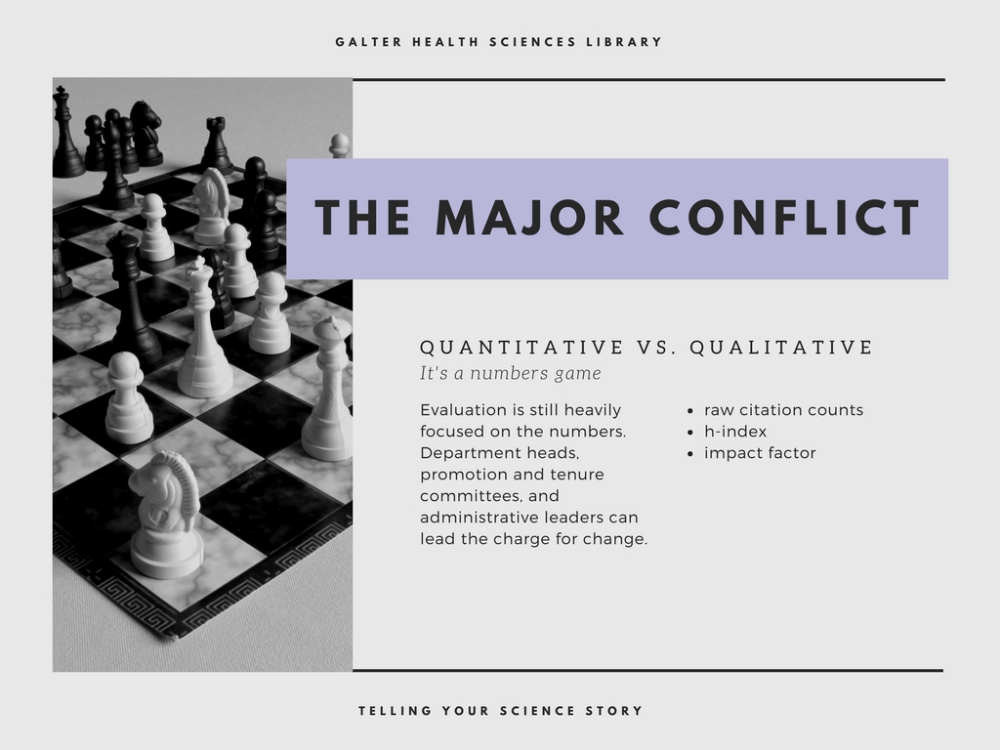 GALTER HEALTH SCIENCES LIBRARY
THE MAJOR CONFLICT
QUANTITATIVE VS. QUALITATIVE
It's a numbers game
Evaluation is still heavily
focused on the numbers.
Department heads,
promotion and tenure
committees, and
administrative leaders can
lead the charge for change.
• raw citation counts
• h-index
• impact factor
TELLING YOUR SCIENCE STORY